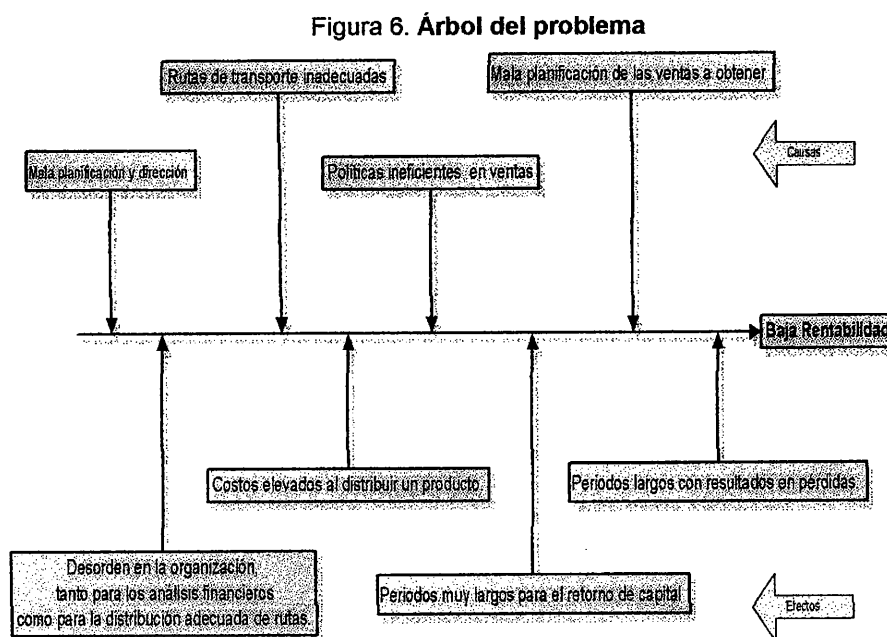 Figura 6. Árbol del problema
Rutas de transporte inadecuadas
Mala planificación de las ventas a obtener
Causas
Mala planificación y dirección
Políticas ineficientes en ventas
Baja Rentabilidad
Costos elevados al distribuir un producto
Períodos largos con resultados en pérdidas
Desorden en la organización,
tanto para los análisis financieros
como para la distribución adecuada de rutas.
Períodos muy largos para el retorno de capital
Efectos